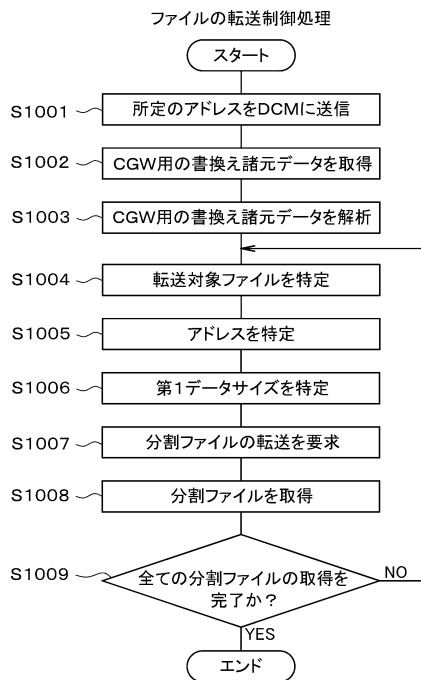 ファイルの転送制御処理
スタート
S1001
所定のアドレスをDCMに送信
S1002
CGW用の書換え諸元データを取得
S1003
CGW用の書換え諸元データを解析
S1004
転送対象ファイルを特定
S1005
アドレスを特定
S1006
第1データサイズを特定
S1007
分割ファイルの転送を要求
S1008
分割ファイルを取得
S1009
全ての分割ファイルの取得を
完了か？
NO
YES
エンド